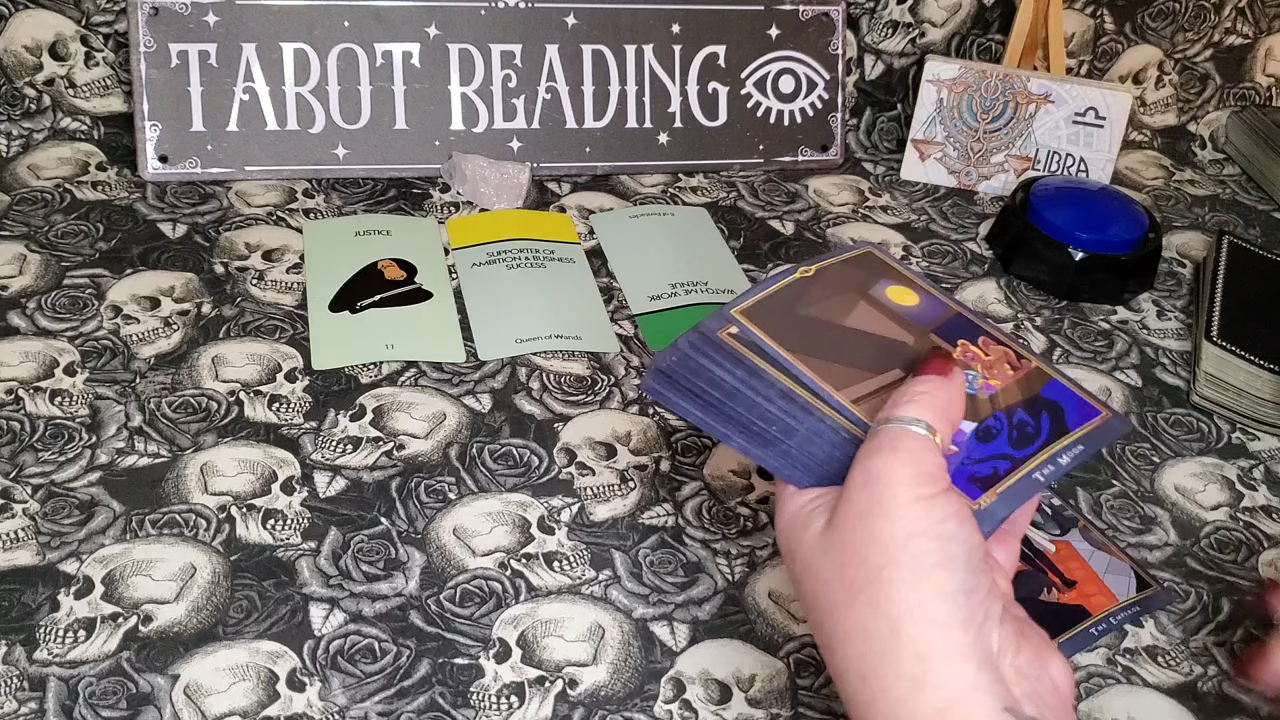 TAROT READING
LIBRA
JUSTICE
11
SUPPORTER OF
AMBITION & BUSINESS
SUCCESS
Queen of Wands
8 of Pentacles
WATCH ME WORK
AVENUE
THE MOON
THE EMPEROR